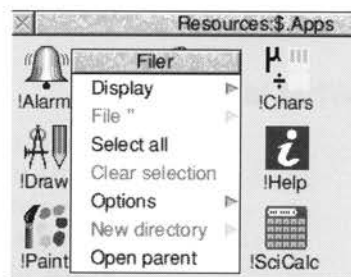 Resources:$.Apps
Filer
Display
File "
Select all
Clear selection
Options
New directory
Open parent
!Alarm
!Chars
!Draw
!Help
!Paint
!SciCalc